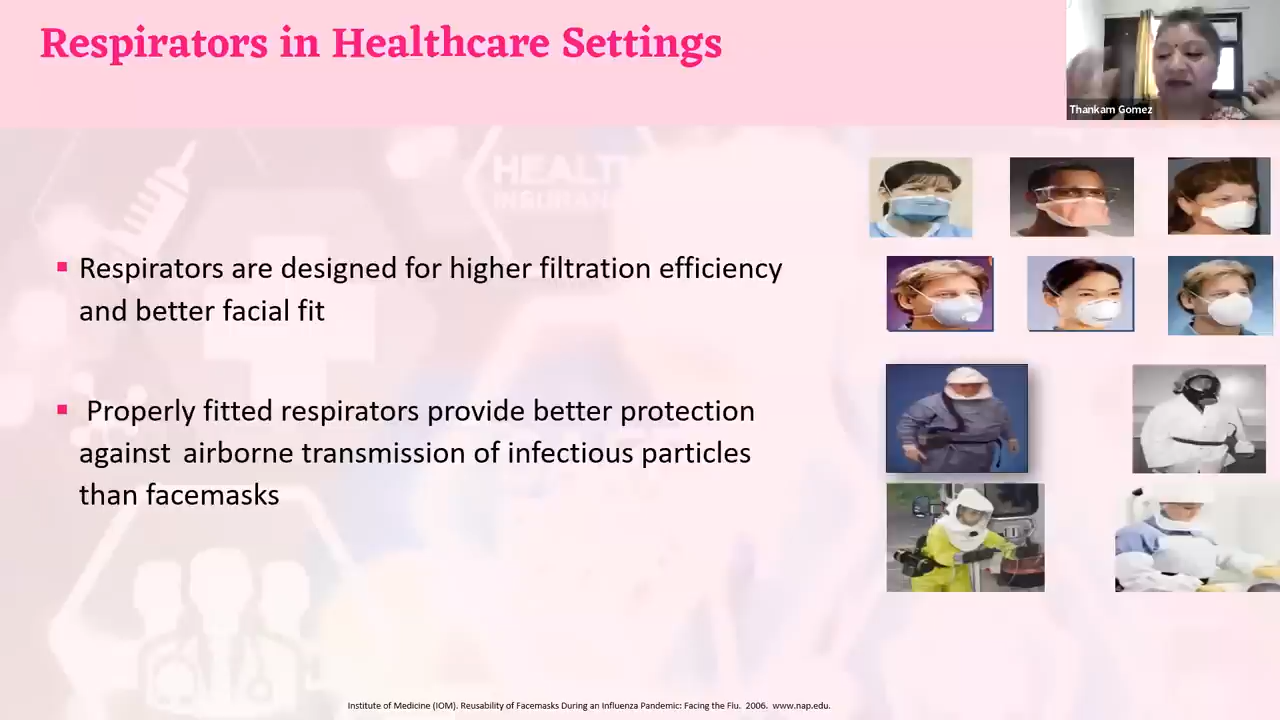 Respirators in Healthcare Settings
Thankam Gomez
HEALTH
INSURAN
▪ Respirators are designed for higher filtration efficiency
and better facial fit
▪ Properly fitted respirators provide better protection
against airborne transmission of infectious particles
than facemasks
Institute of Medicine (IOM). Reusability of Facemasks During an Influenza Pandemic: Facing the Flu. 2006. www.nap.edu.